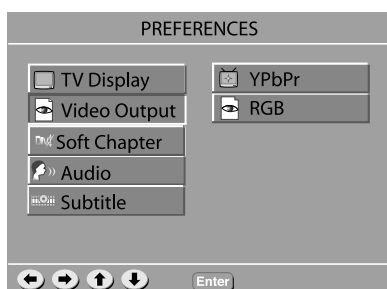 PREFERENCES
TV Display
Video Output
Soft Chapter
Audio
Subtitle
YPbPr
RGB
Enter